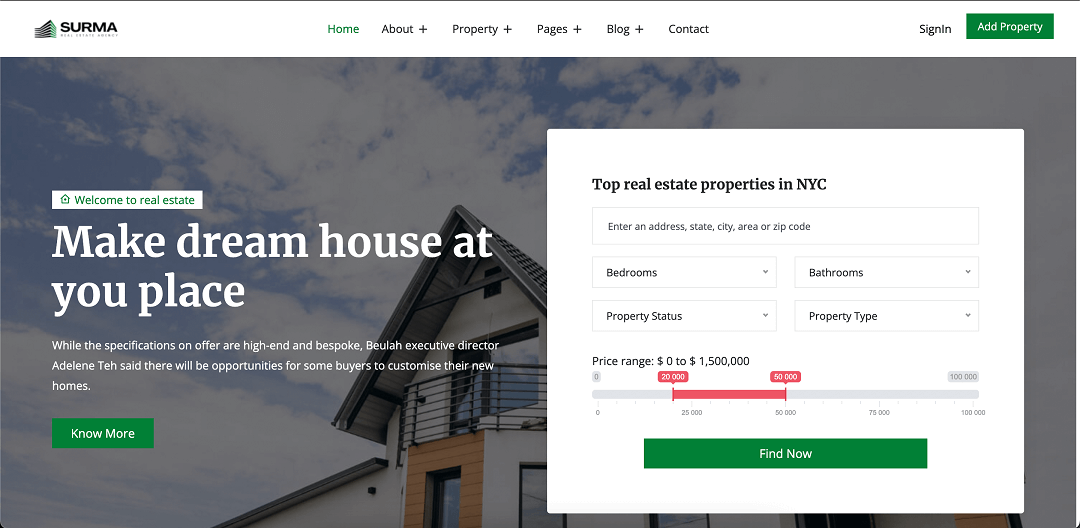 SURMA
REAL ESTATE AGENCY
Home About + Property + Pages + Blog + Contact
SignIn
Add Property
Welcome to real estate
Make dream house at
you place
While the specifications on offer are high-end and bespoke, Beulah executive director
Adelene Teh said there will be opportunities for some buyers to customise their new
homes.
Know More
Top real estate properties in NYC
Enter an address, state, city, area or zip code
Bedrooms
Bathrooms
Property Status
Property Type
Price range: $ 0 to $ 1,500,000
0 20 000 50 000 100 000
0 25 000 50 000 75 000 100 000
Find Now